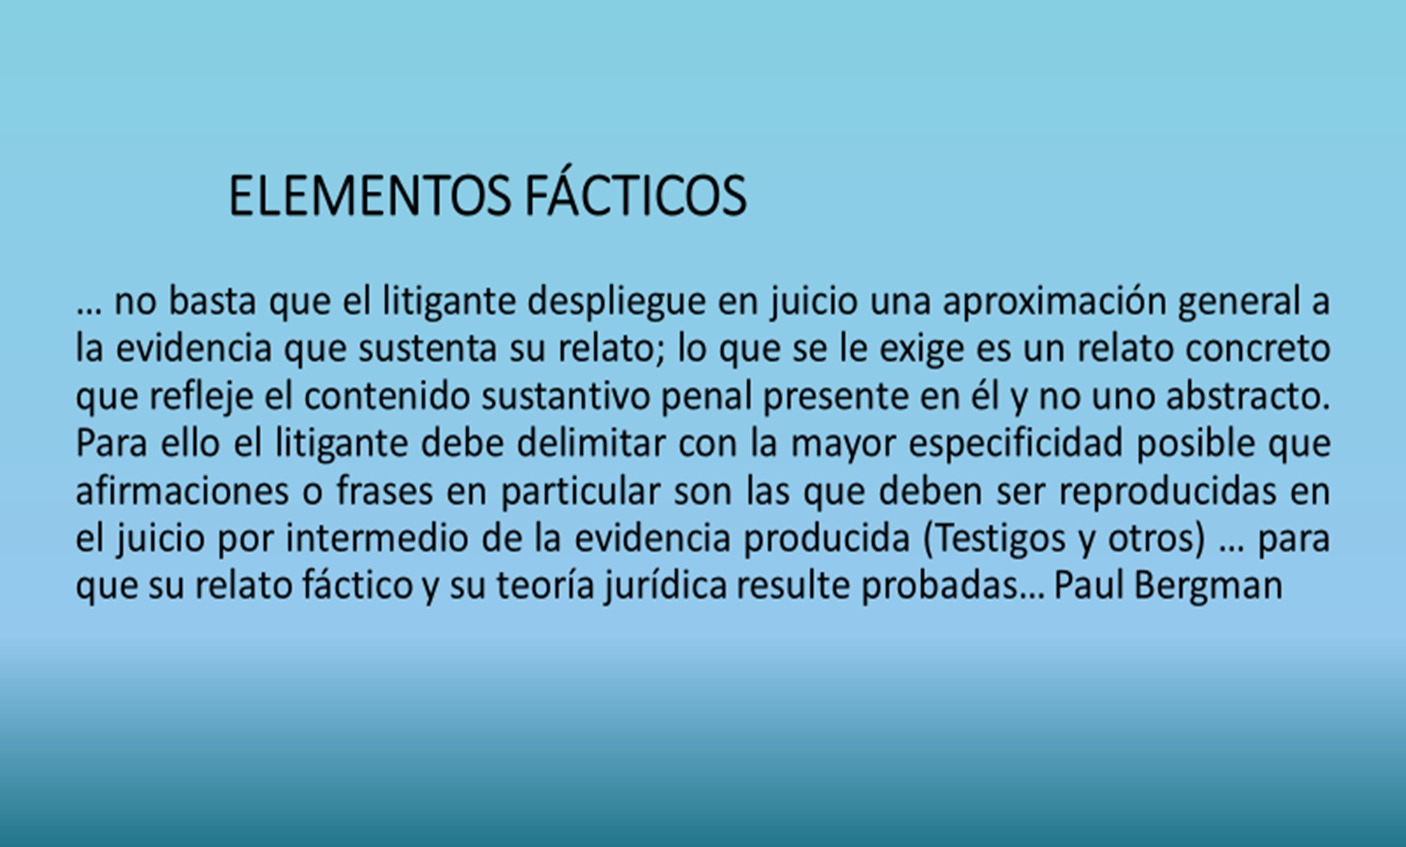 ELEMENTOS FÁCTICOS
... no basta que el litigante despliegue en juicio una aproximación general a
la evidencia que sustenta su relato; lo que se le exige es un relato concreto
que refleje el contenido sustantivo penal presente en él y no uno abstracto.
Para ello el litigante debe delimitar con la mayor especificidad posible que
afirmaciones o frases en particular son las que deben ser reproducidas en
el juicio por intermedio de la evidencia producida (Testigos y otros) ... para
que su relato fáctico y su teoría jurídica resulte probadas... Paul Bergman